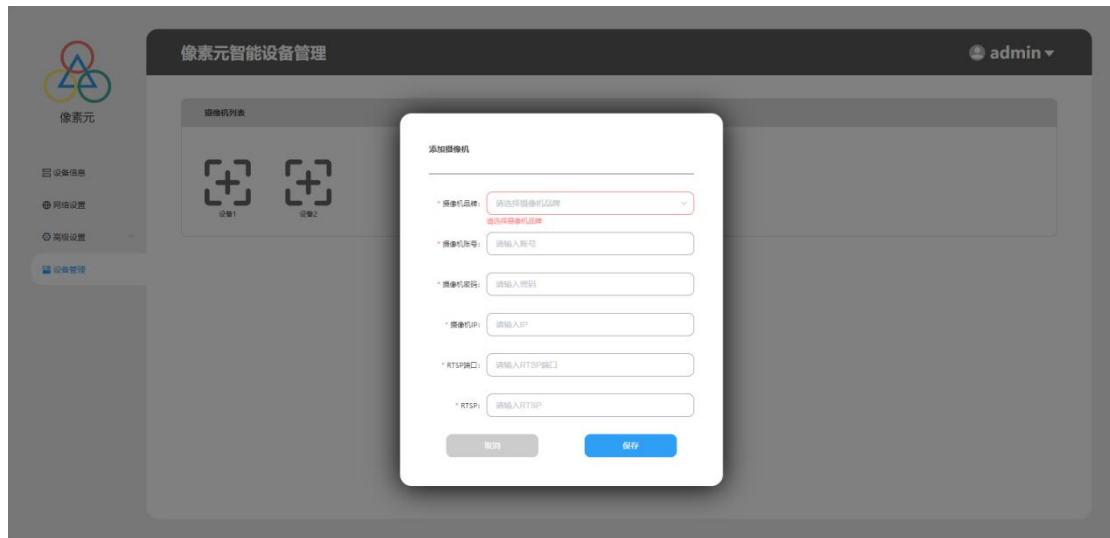 像素元智能设备管理
admin
像素元
摄像机列表
设备信息
网络设置
高级设置
设备管理
设备1
设备2
添加摄像机
* 摄像机品牌: 请选择摄像机品牌
请选择摄像机品牌
* 摄像机账号: 请输入账号
* 摄像机密码: 请输入密码
* 摄像机IP: 请输入IP
* RTSP端口: 请输入RTSP端口
* RTSP: 请输入RTSP
取消
保存